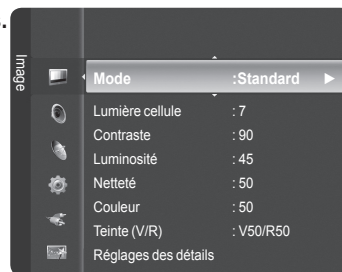 Image
Mode :Standard
Lumière cellule : 7
Contraste : 90
Luminosité : 45
Netteté : 50
Couleur : 50
Teinte (V/R) : V50/R50
Réglages des détails